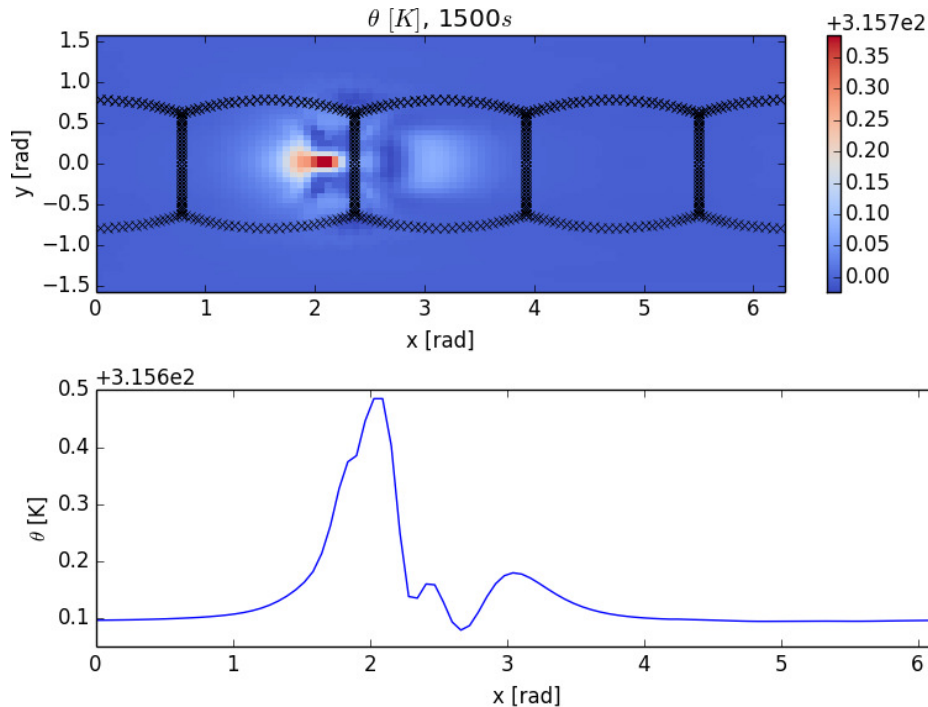 θ [K], 1500s
+3.157e2
1.5
1.0
0.5
0.0
−0.5
−1.0
−1.5
y [rad]
0 1 2 3 4 5 6
x [rad]
0.35
0.30
0.25
0.20
0.15
0.10
0.05
0.00
+3.156e2
0.5
0.4
0.3
0.2
0.1
θ [K]
0 1 2 3 4 5 6
x [rad]